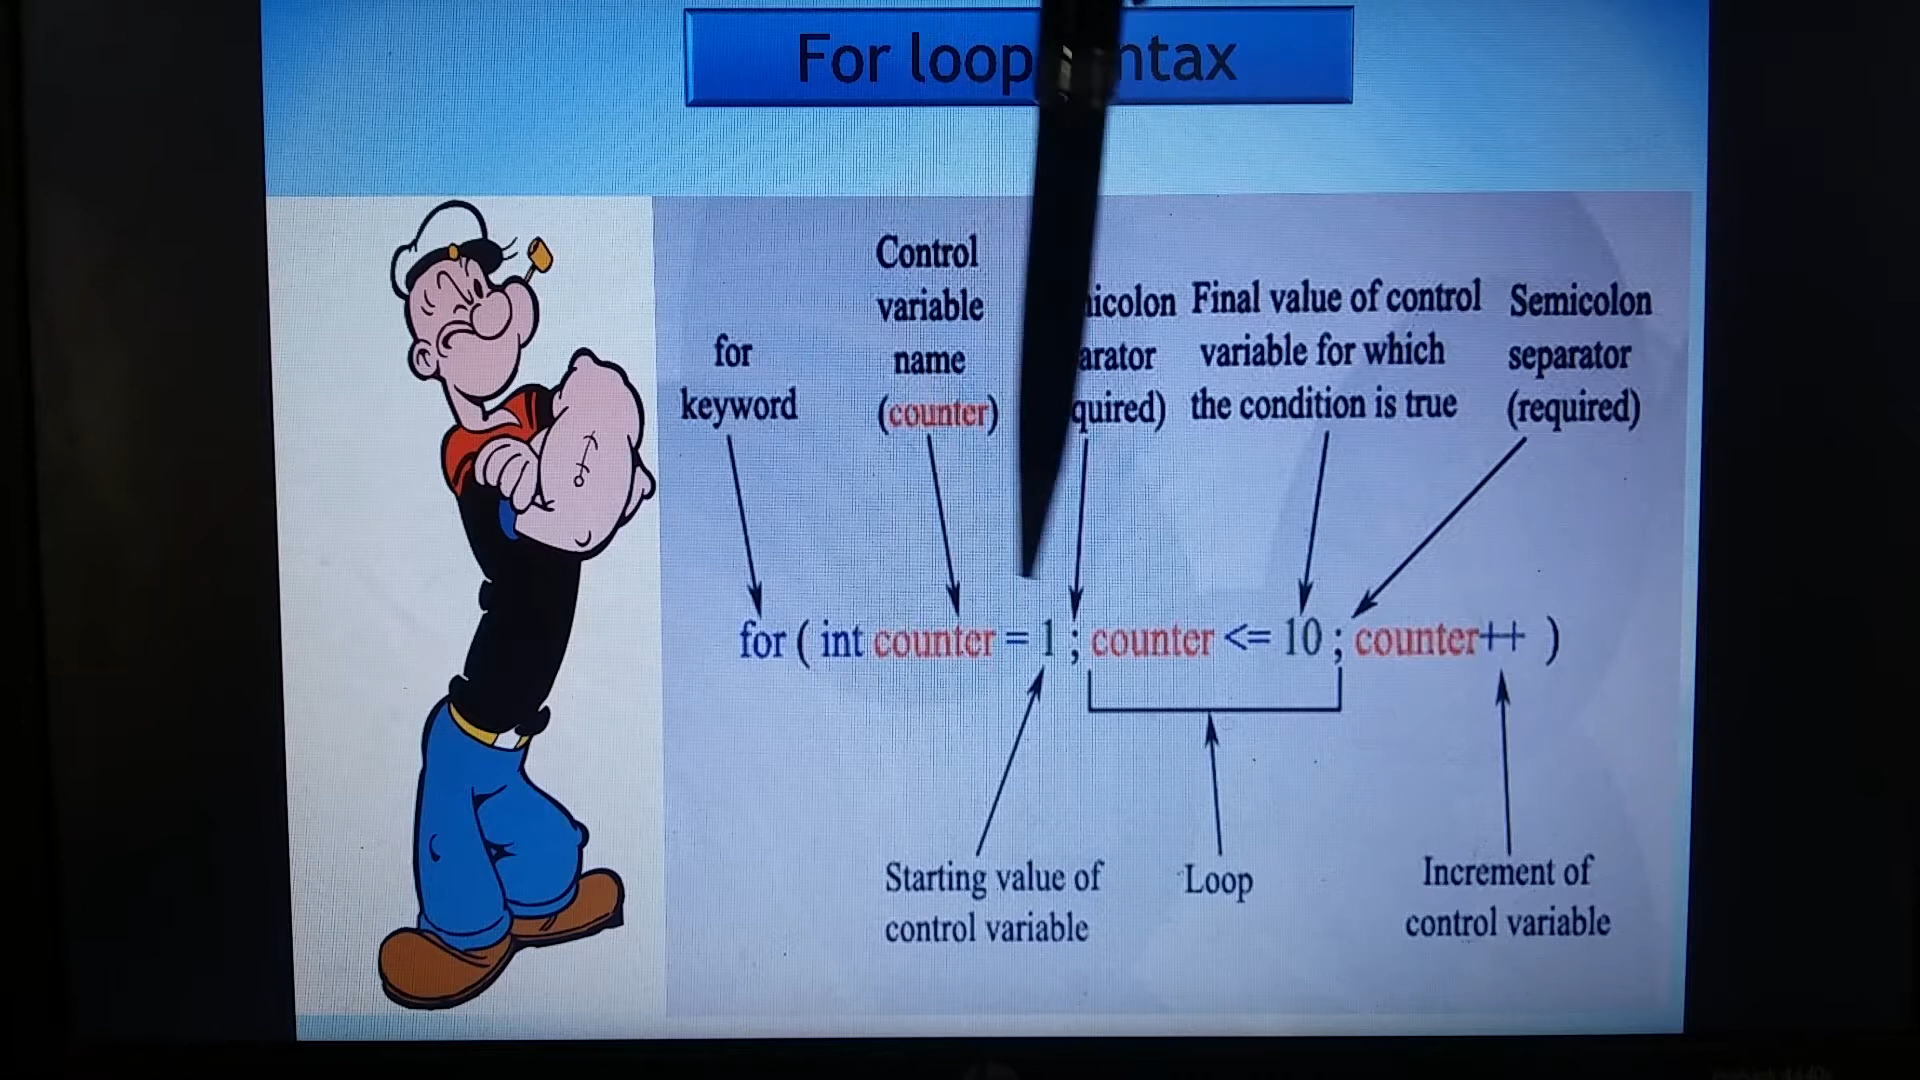 For loop ntax
Control
variable
name
(counter)
for
keyword
icolon
arator
quired)
Final value of control
variable for which
the condition is true
Semicolon
separator
(required)
for ( int counter = 1 ; counter <= 10 ; counter++ )
Starting value of
control variable
Loop
Increment of
control variable